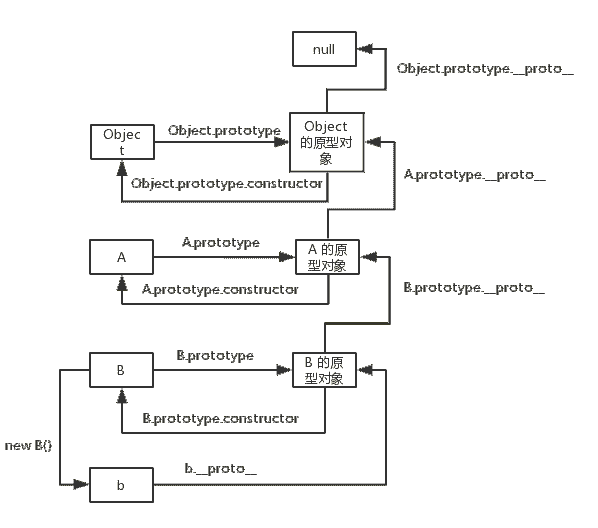 null
Object.prototype.__proto__
Objec
t
Object.prototype
Object
的原型对
象
Object.prototype.constructor
A.prototype.__proto__
A
A.prototype
A 的原
型对象
A.prototype.constructor
B.prototype.__proto__
B
B.prototype
B 的原
型对象
B.prototype.constructor
new B()
b
b.__proto__